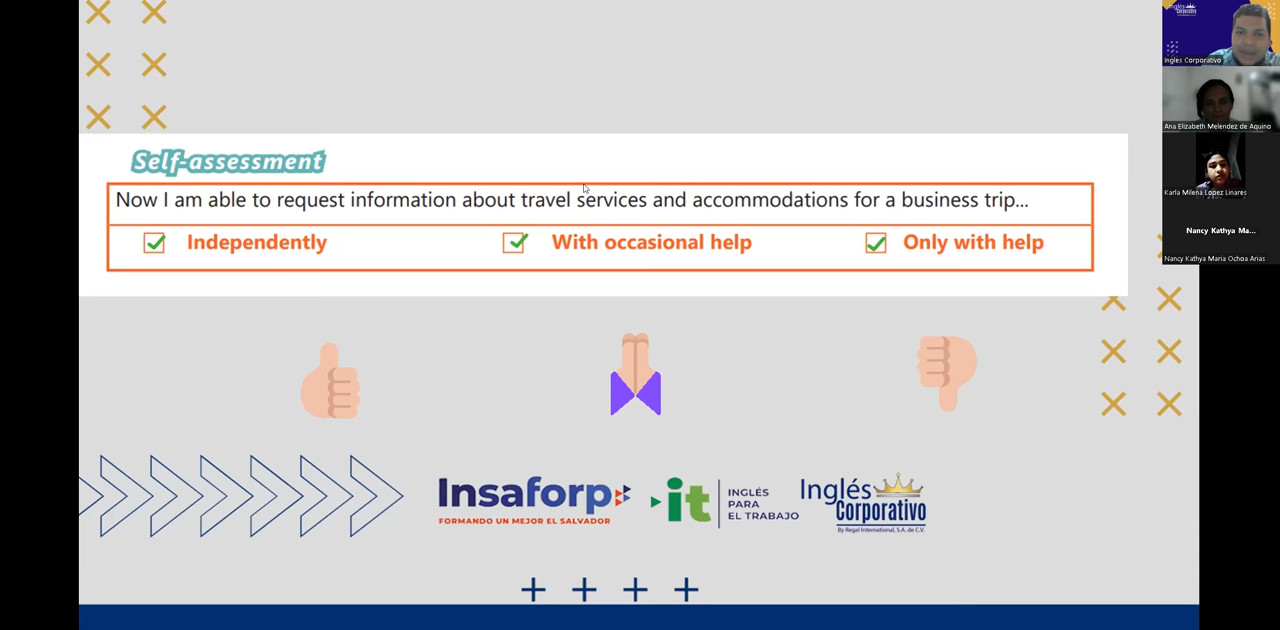 Self-assessment
Now I am able to request information about travel services and accommodations for a business trip...
Independently
With occasional help
Only with help
Insaforp
FORMANDO UN MEJOR EL SALVADOR
it
INGLÉS
PARA
EL TRABAJO
Inglés
Corporativo
By Regal International, S.A. de C.V.
Ingles Corporativo
Ana Elizabeth Melendez de Aquino
Karla Milena Lopez Linares
Nancy Kathya Ma...
Nancy Kathya Maria Ochoa Arias